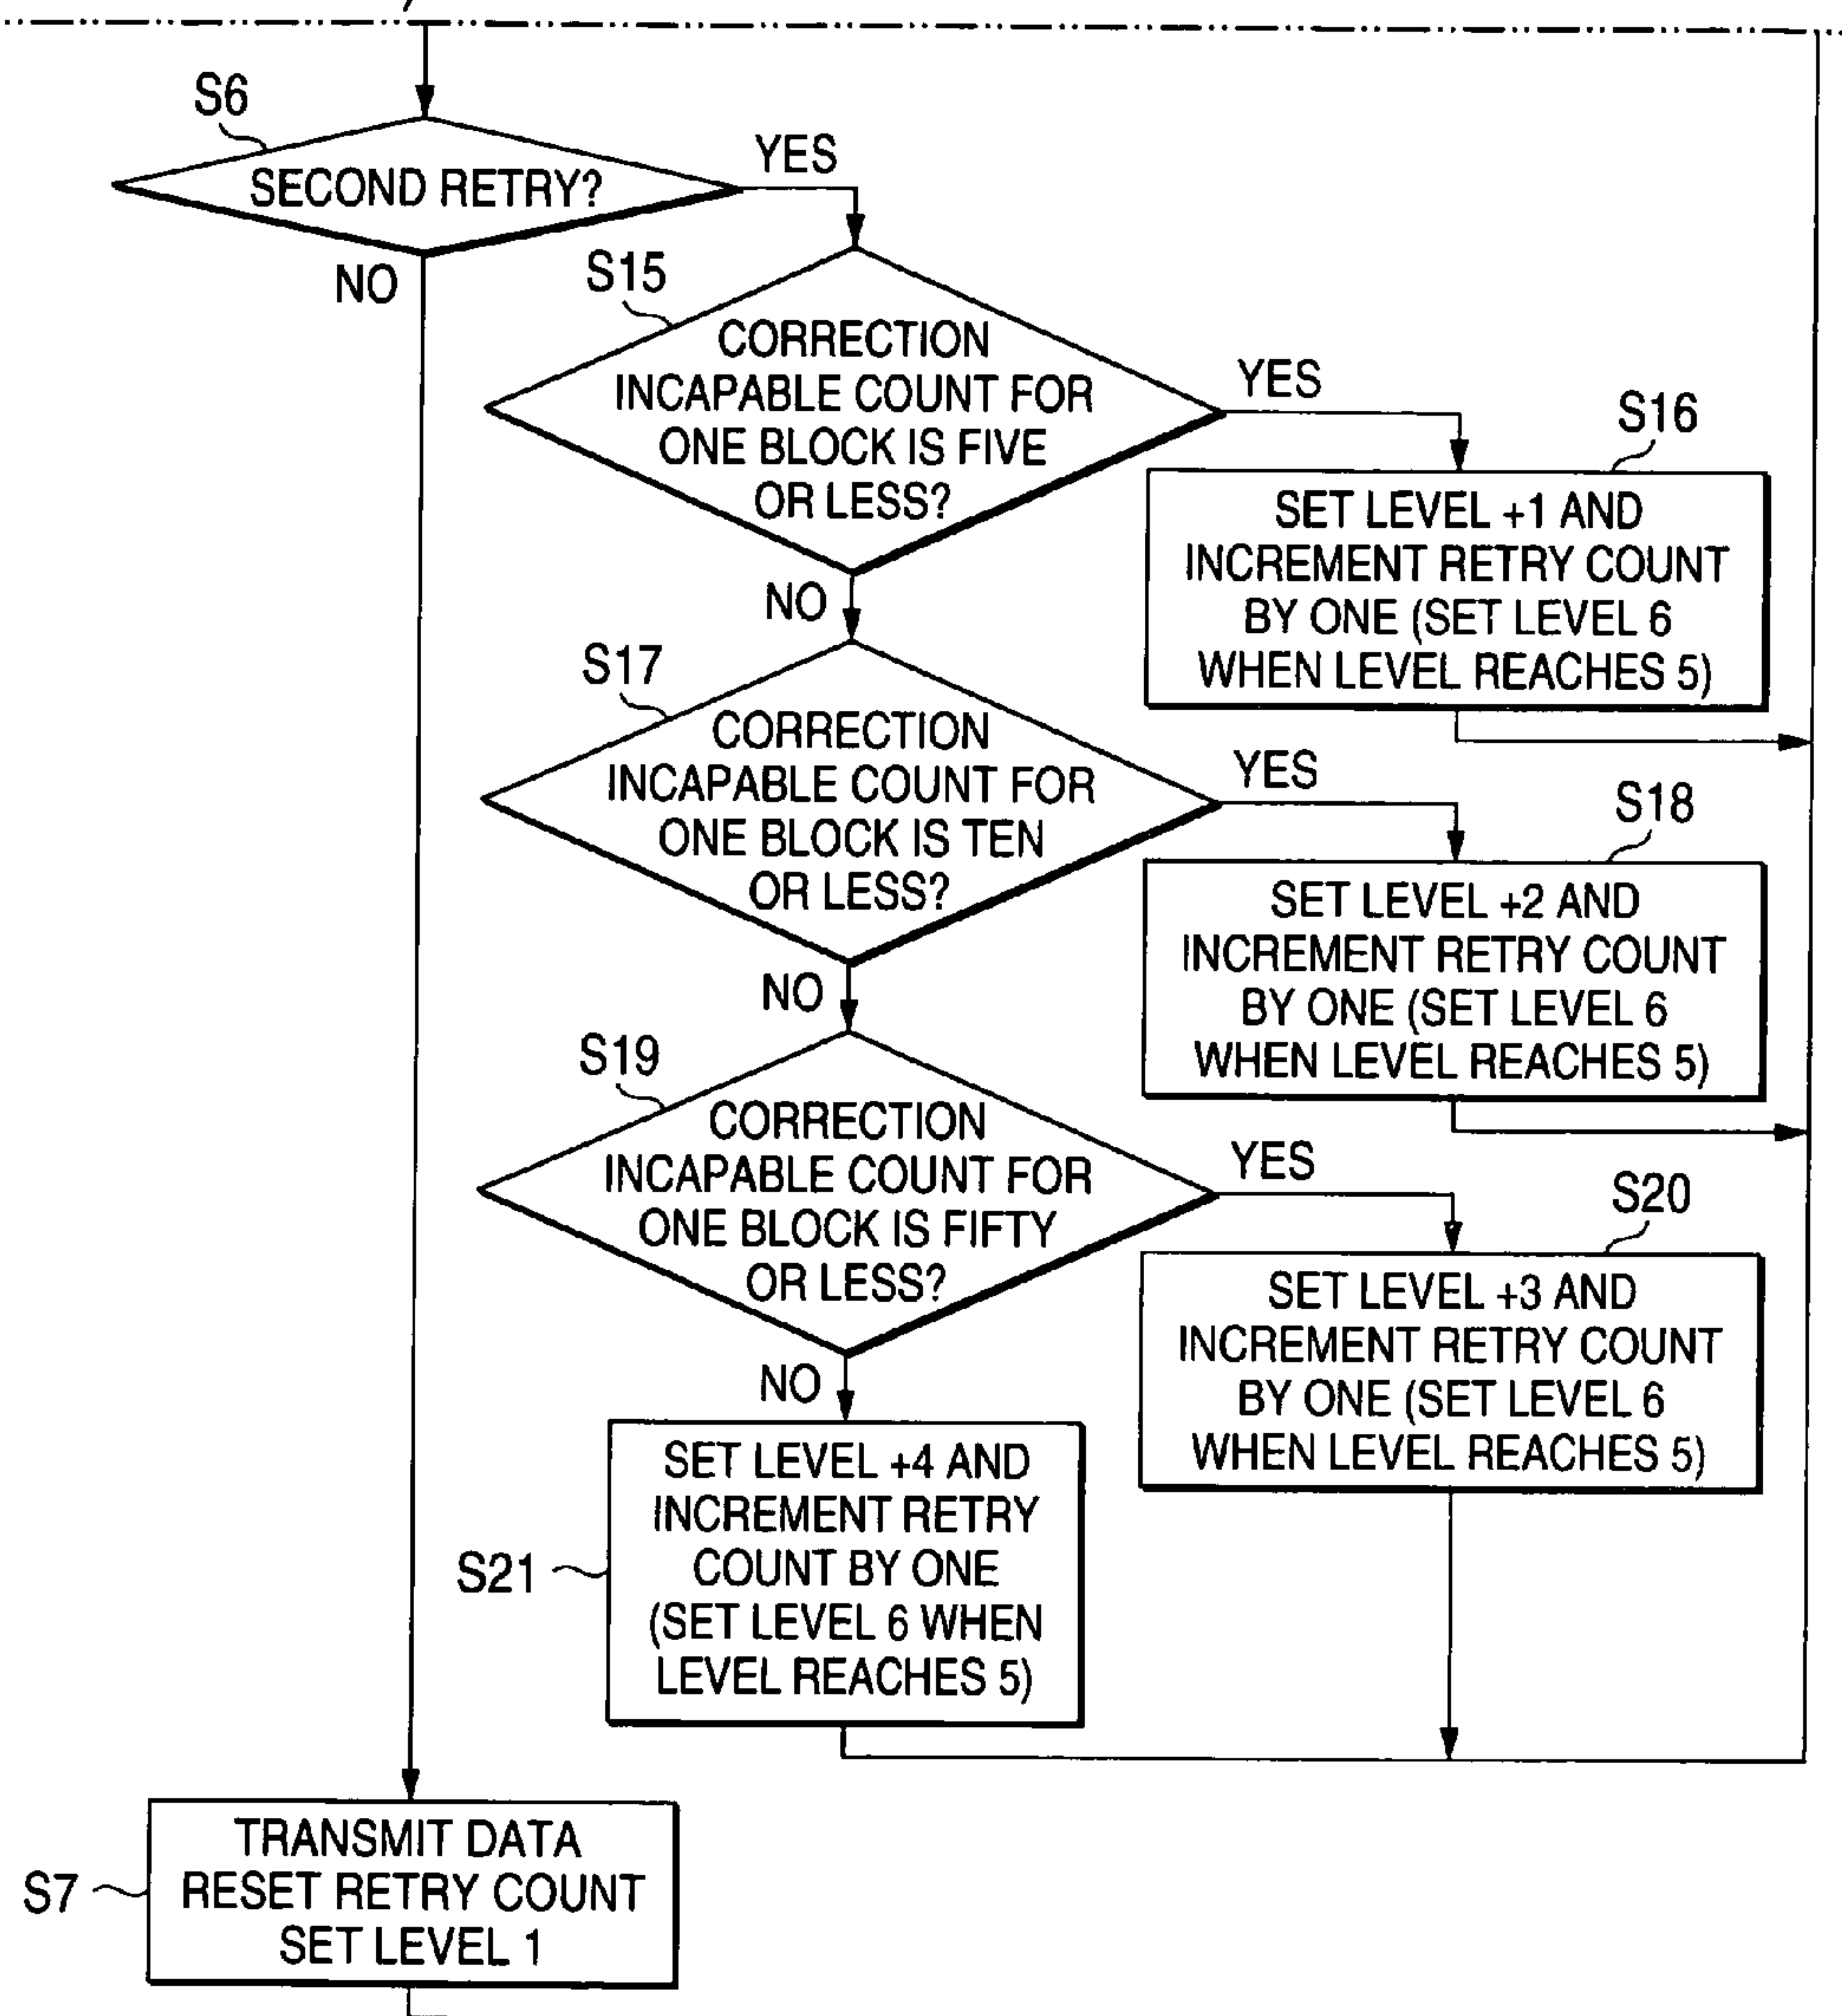 S6
SECOND RETRY?
YES
NO
S15
CORRECTION
INCAPABLE COUNT FOR
ONE BLOCK IS FIVE
OR LESS?
YES
NO
S16
SET LEVEL +1 AND
INCREMENT RETRY COUNT
BY ONE (SET LEVEL 6
WHEN LEVEL REACHES 5)
S17
CORRECTION
INCAPABLE COUNT FOR
ONE BLOCK IS TEN
OR LESS?
YES
NO
S18
SET LEVEL +2 AND
INCREMENT RETRY COUNT
BY ONE (SET LEVEL 6
WHEN LEVEL REACHES 5)
S19
CORRECTION
INCAPABLE COUNT FOR
ONE BLOCK IS FIFTY
OR LESS?
YES
NO
S20
SET LEVEL +3 AND
INCREMENT RETRY COUNT
BY ONE (SET LEVEL 6
WHEN LEVEL REACHES 5)
S21
SET LEVEL +4 AND
INCREMENT RETRY
COUNT BY ONE
(SET LEVEL 6 WHEN
LEVEL REACHES 5)
S7
TRANSMIT DATA
RESET RETRY COUNT
SET LEVEL 1